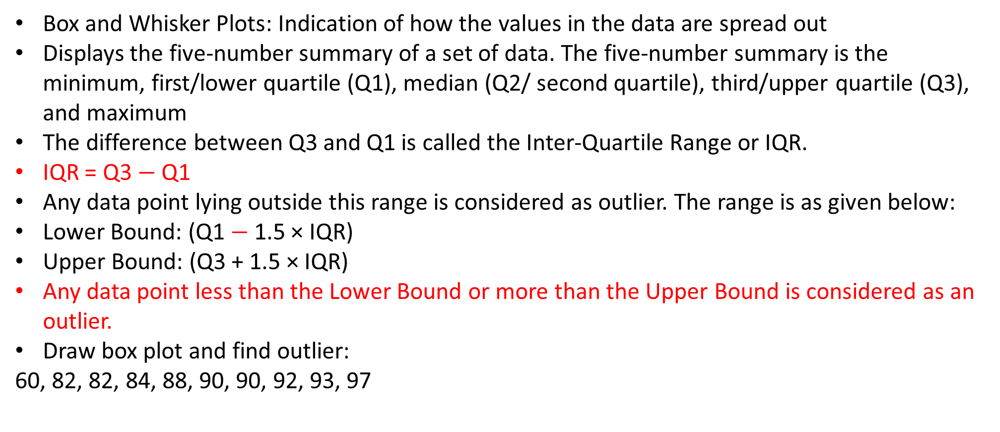 • Box and Whisker Plots: Indication of how the values in the data are spread out
• Displays the five-number summary of a set of data. The five-number summary is the
minimum, first/lower quartile (Q1), median (Q2/ second quartile), third/upper quartile (Q3),
and maximum
• The difference between Q3 and Q1 is called the Inter-Quartile Range or IQR.
• IQR = Q3 — Q1
• Any data point lying outside this range is considered as outlier. The range is as given below:
• Lower Bound: (Q1 — 1.5 × IQR)
• Upper Bound: (Q3 + 1.5 × IQR)
• Any data point less than the Lower Bound or more than the Upper Bound is considered as an
outlier.
• Draw box plot and find outlier:
60, 82, 82, 84, 88, 90, 90, 92, 93, 97